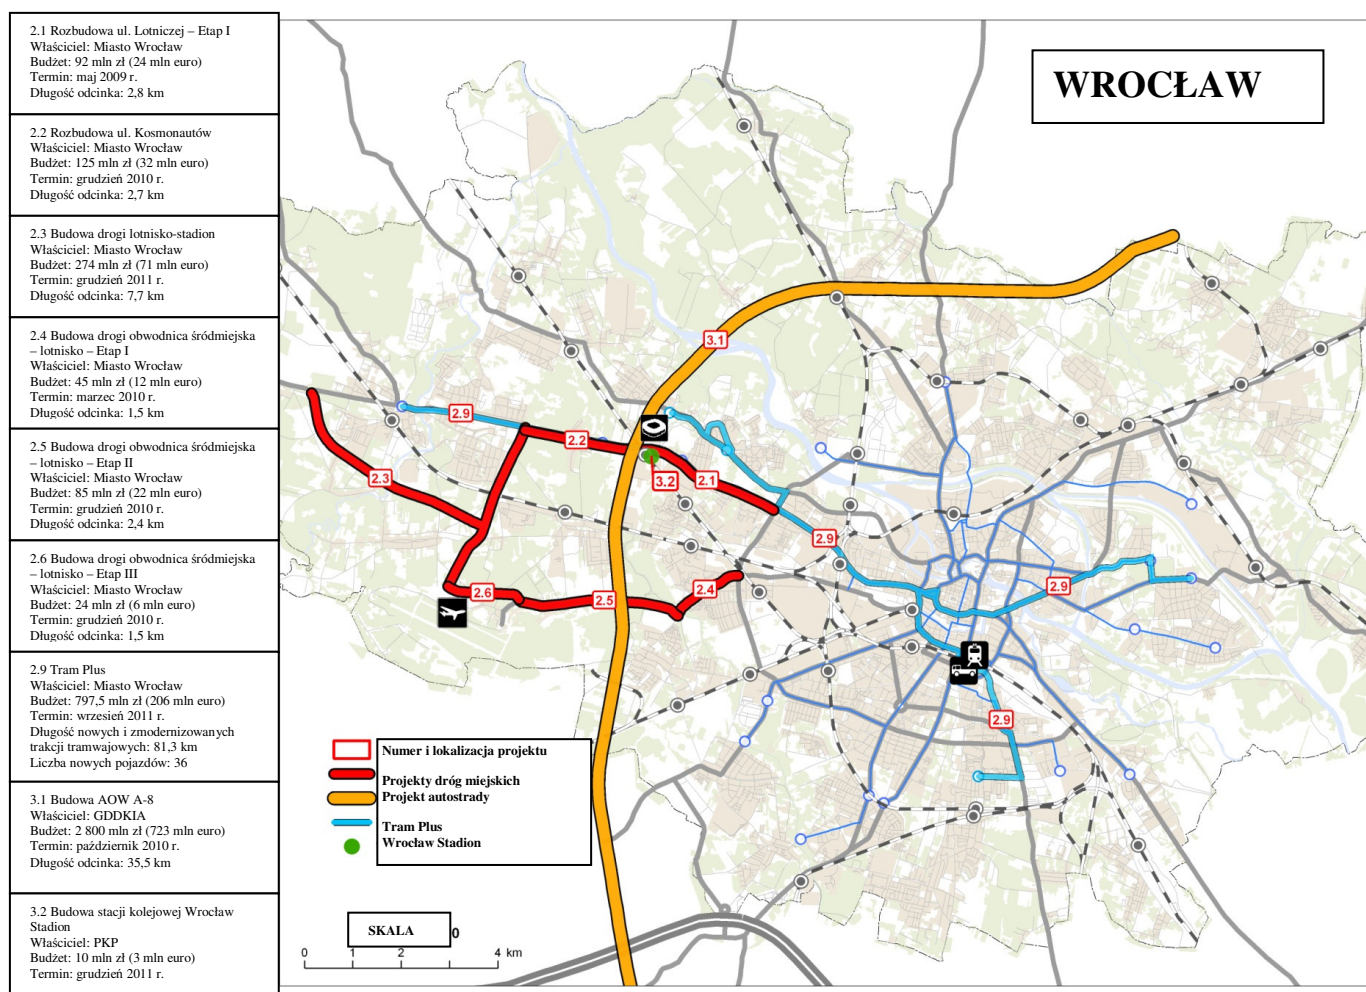 2.1 Rozbudowa ul. Lotniczej – Etap I
Właściciel: Miasto Wrocław
Budżet: 92 mln zł (24 mln euro)
Termin: maj 2009 r.
Długość odcinka: 2,8 km
2.2 Rozbudowa ul. Kosmonautów
Właściciel: Miasto Wrocław
Budżet: 125 mln zł (32 mln euro)
Termin: grudzień 2010 r.
Długość odcinka: 2,7 km
2.3 Budowa drogi lotnisko-stadion
Właściciel: Miasto Wrocław
Budżet: 274 mln zł (71 mln euro)
Termin: grudzień 2011 r.
Długość odcinka: 7,7 km
2.4 Budowa drogi obwodnica śródmiejska
– lotnisko – Etap I
Właściciel: Miasto Wrocław
Budżet: 45 mln zł (12 mln euro)
Termin: marzec 2010 r.
Długość odcinka: 1,5 km
2.5 Budowa drogi obwodnica śródmiejska
– lotnisko – Etap II
Właściciel: Miasto Wrocław
Budżet: 85 mln zł (22 mln euro)
Termin: grudzień 2010 r.
Długość odcinka: 2,4 km
2.6 Budowa drogi obwodnica śródmiejska
– lotnisko – Etap III
Właściciel: Miasto Wrocław
Budżet: 24 mln zł (6 mln euro)
Termin: grudzień 2010 r.
Długość odcinka: 1,5 km
2.9 Tram Plus
Właściciel: Miasto Wrocław
Budżet: 797,5 mln zł (206 mln euro)
Termin: wrzesień 2011 r.
Długość nowych i zmodernizowanych
trakcji tramwajowych: 81,3 km
Liczba nowych pojazdów: 36
3.1 Budowa AOW A-8
Właściciel: GDDKIA
Budżet: 2 800 mln zł (723 mln euro)
Termin: październik 2010 r.
Długość odcinka: 35,5 km
3.2 Budowa stacji kolejowej Wrocław
Stadion
Właściciel: PKP
Budżet: 10 mln zł (3 mln euro)
Termin: grudzień 2011 r.
WROCŁAW
3.1
2.9
2.2
2.3
2.1
3.2
2.9
2.4
2.9
2.6
2.5
2.9
Numer i lokalizacja projektu
Projekty dróg miejskich
Projekt autostrady
Tram Plus
Wrocław Stadion
SKALA
0
0 1 2 4 km